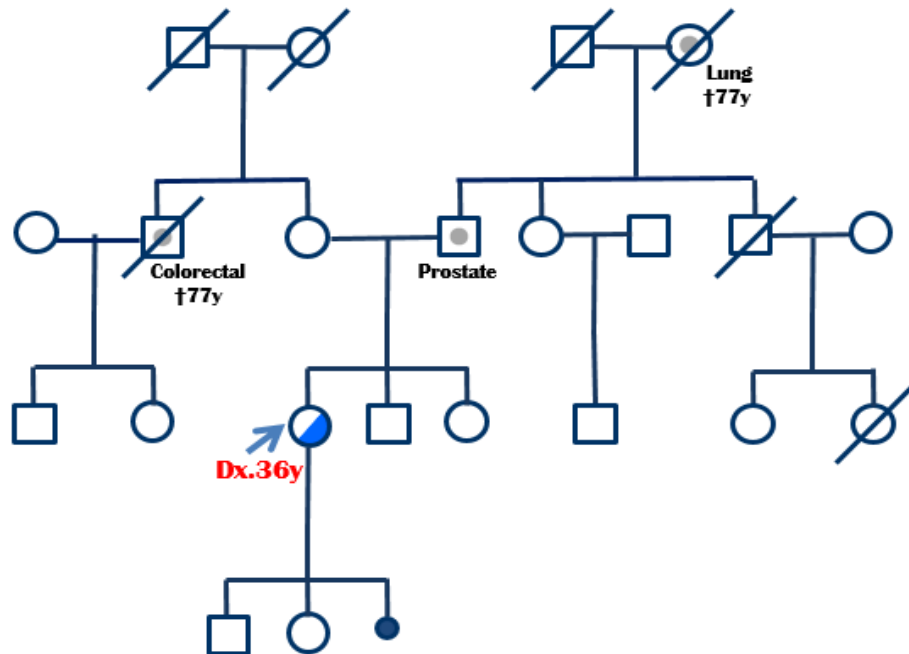 Lung
†77y
Colorectal
†77y
Prostate
Dx.36y